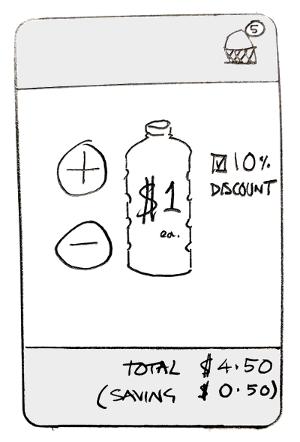 5
+
$1
ea.
☑ 10%
DISCOUNT
-
TOTAL $4.50
(SAVING $0.50)